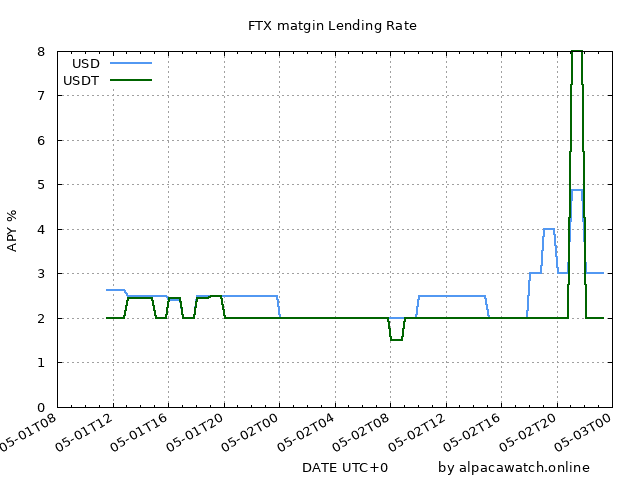 FTX matgin Lending Rate
USD
USDT
8
7
6
5
4
3
2
1
0
APY %
05-01T08
05-01T12
05-01T16
05-01T20
05-02T00
05-02T04
05-02T08
05-02T12
05-02T16
05-02T20
05-03T00
DATE UTC+0
by alpacawatch.online